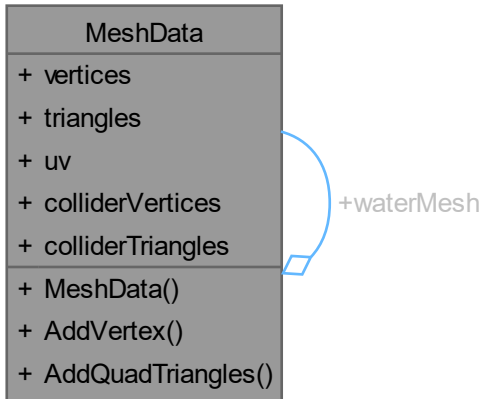 MeshData
+ vertices
+ triangles
+ uv
+ colliderVertices
+ colliderTriangles
+ MeshData()
+ AddVertex()
+ AddQuadTriangles()
+waterMesh